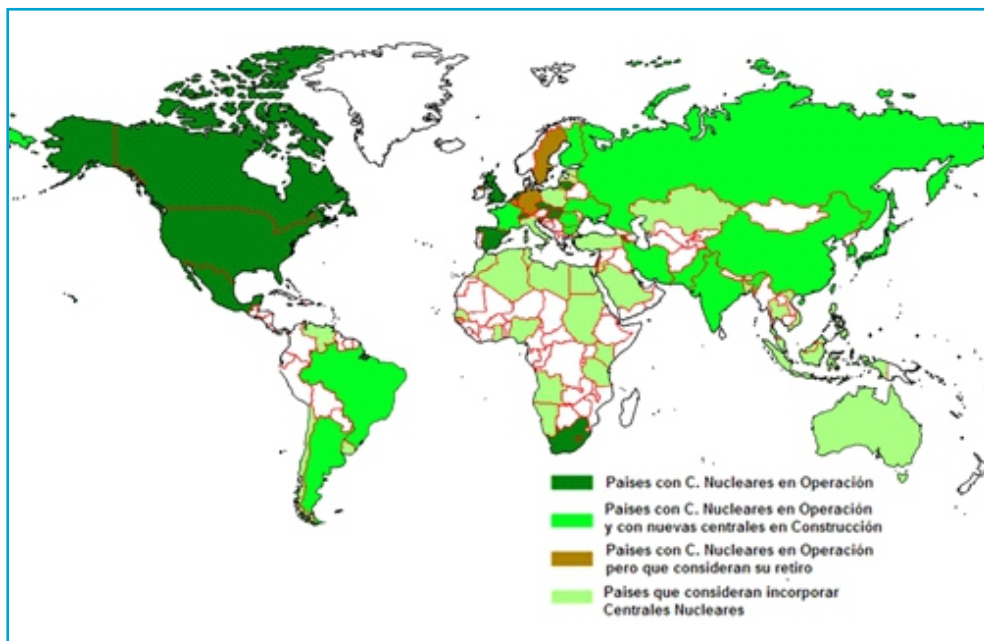 Paises con C. Nucleares en Operación
Paises con C. Nucleares en Operación
y con nuevas centrales en Construcción
Paises con C. Nucleares en Operación
pero que consideran su retiro
Paises que consideran incorporar
Centrales Nucleares